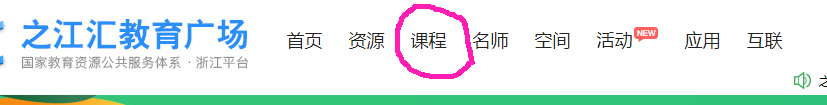 之江汇教育广场
国家教育资源公共服务体系·浙江平台
首页 资源 课程 名师 空间 活动 NEW 应用 互联